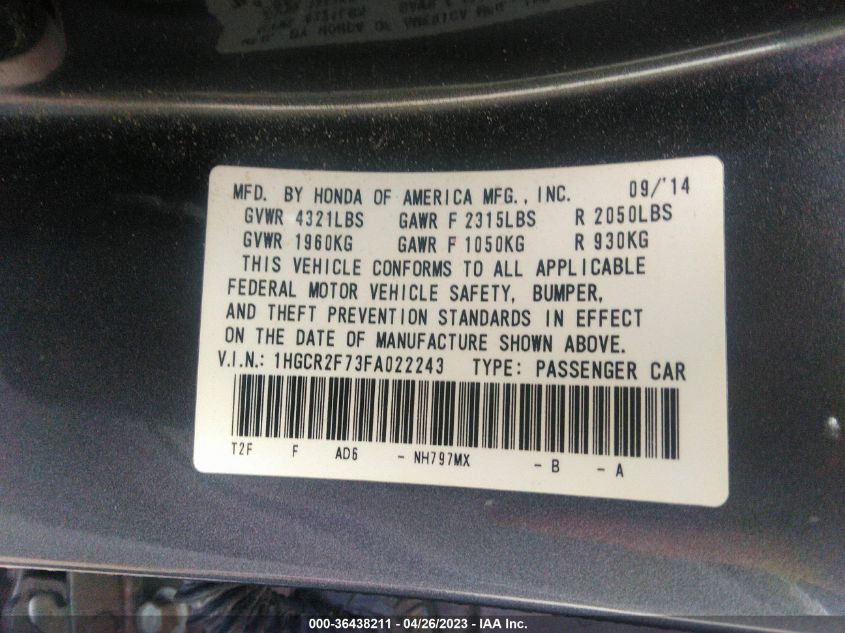 MFD. BY HONDA OF AMERICA MFG., INC. 09/'14
GVWR 4321LBS GAWR F 2315LBS R 2050LBS
GVWR 1960KG GAWR F 1050KG R 930KG
THIS VEHICLE CONFORMS TO ALL APPLICABLE
FEDERAL MOTOR VEHICLE SAFETY, BUMPER,
AND THEFT PREVENTION STANDARDS IN EFFECT
ON THE DATE OF MANUFACTURE SHOWN ABOVE.
V.I.N.: 1HGCR2F73FA022243 TYPE: PASSENGER CAR
T2F F AD6 - NH797MX - B - A
000-36438211 - 04/26/2023 - IAA Inc.